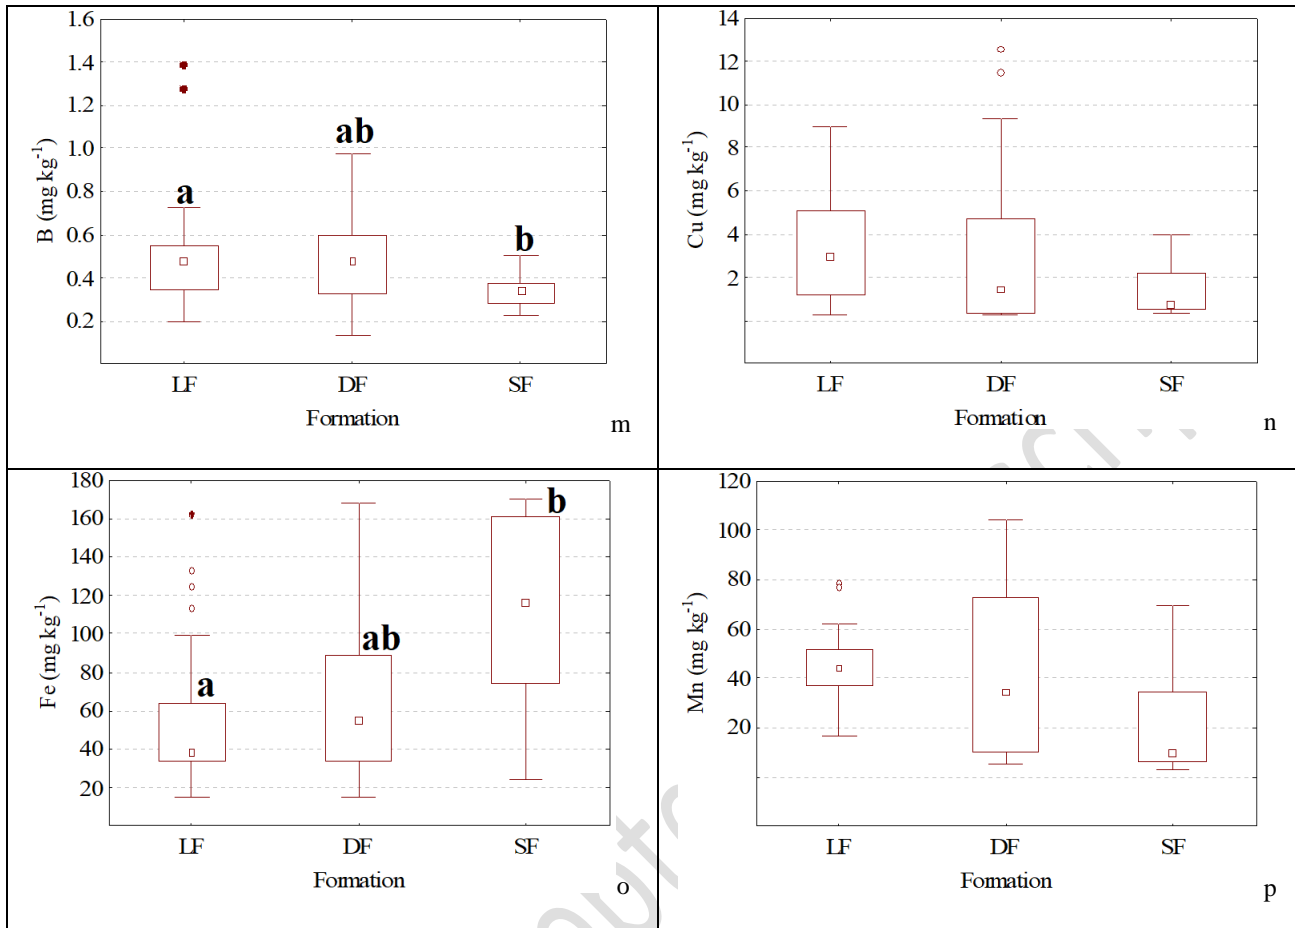 1.6
1.4
1.2
1.0
0.8
0.6
0.4
0.2
B (mg kg⁻¹)
a
ab
b
LF DF SF
Formation
m
14
12
10
8
6
4
2
Cu (mg kg⁻¹)
LF DF SF
Formation
n
180
160
140
120
100
80
60
40
20
Fe (mg kg⁻¹)
a
ab
b
LF DF SF
Formation
o
120
100
80
60
40
20
Mn (mg kg⁻¹)
LF DF SF
Formation
p